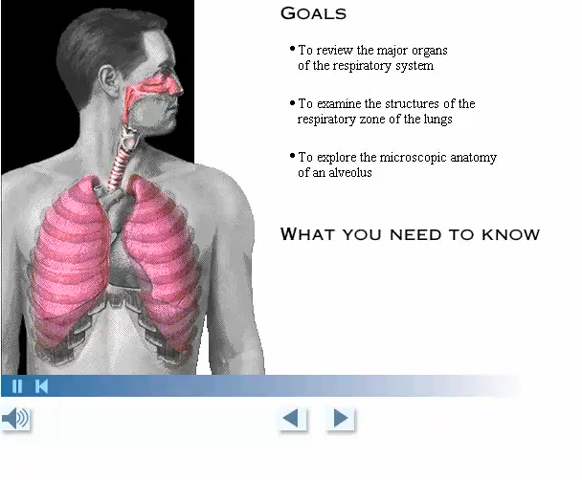 GOALS
• To review the major organs
of the respiratory system
• To examine the structures of the
respiratory zone of the lungs
• To explore the microscopic anatomy
of an alveolus
WHAT YOU NEED TO KNOW